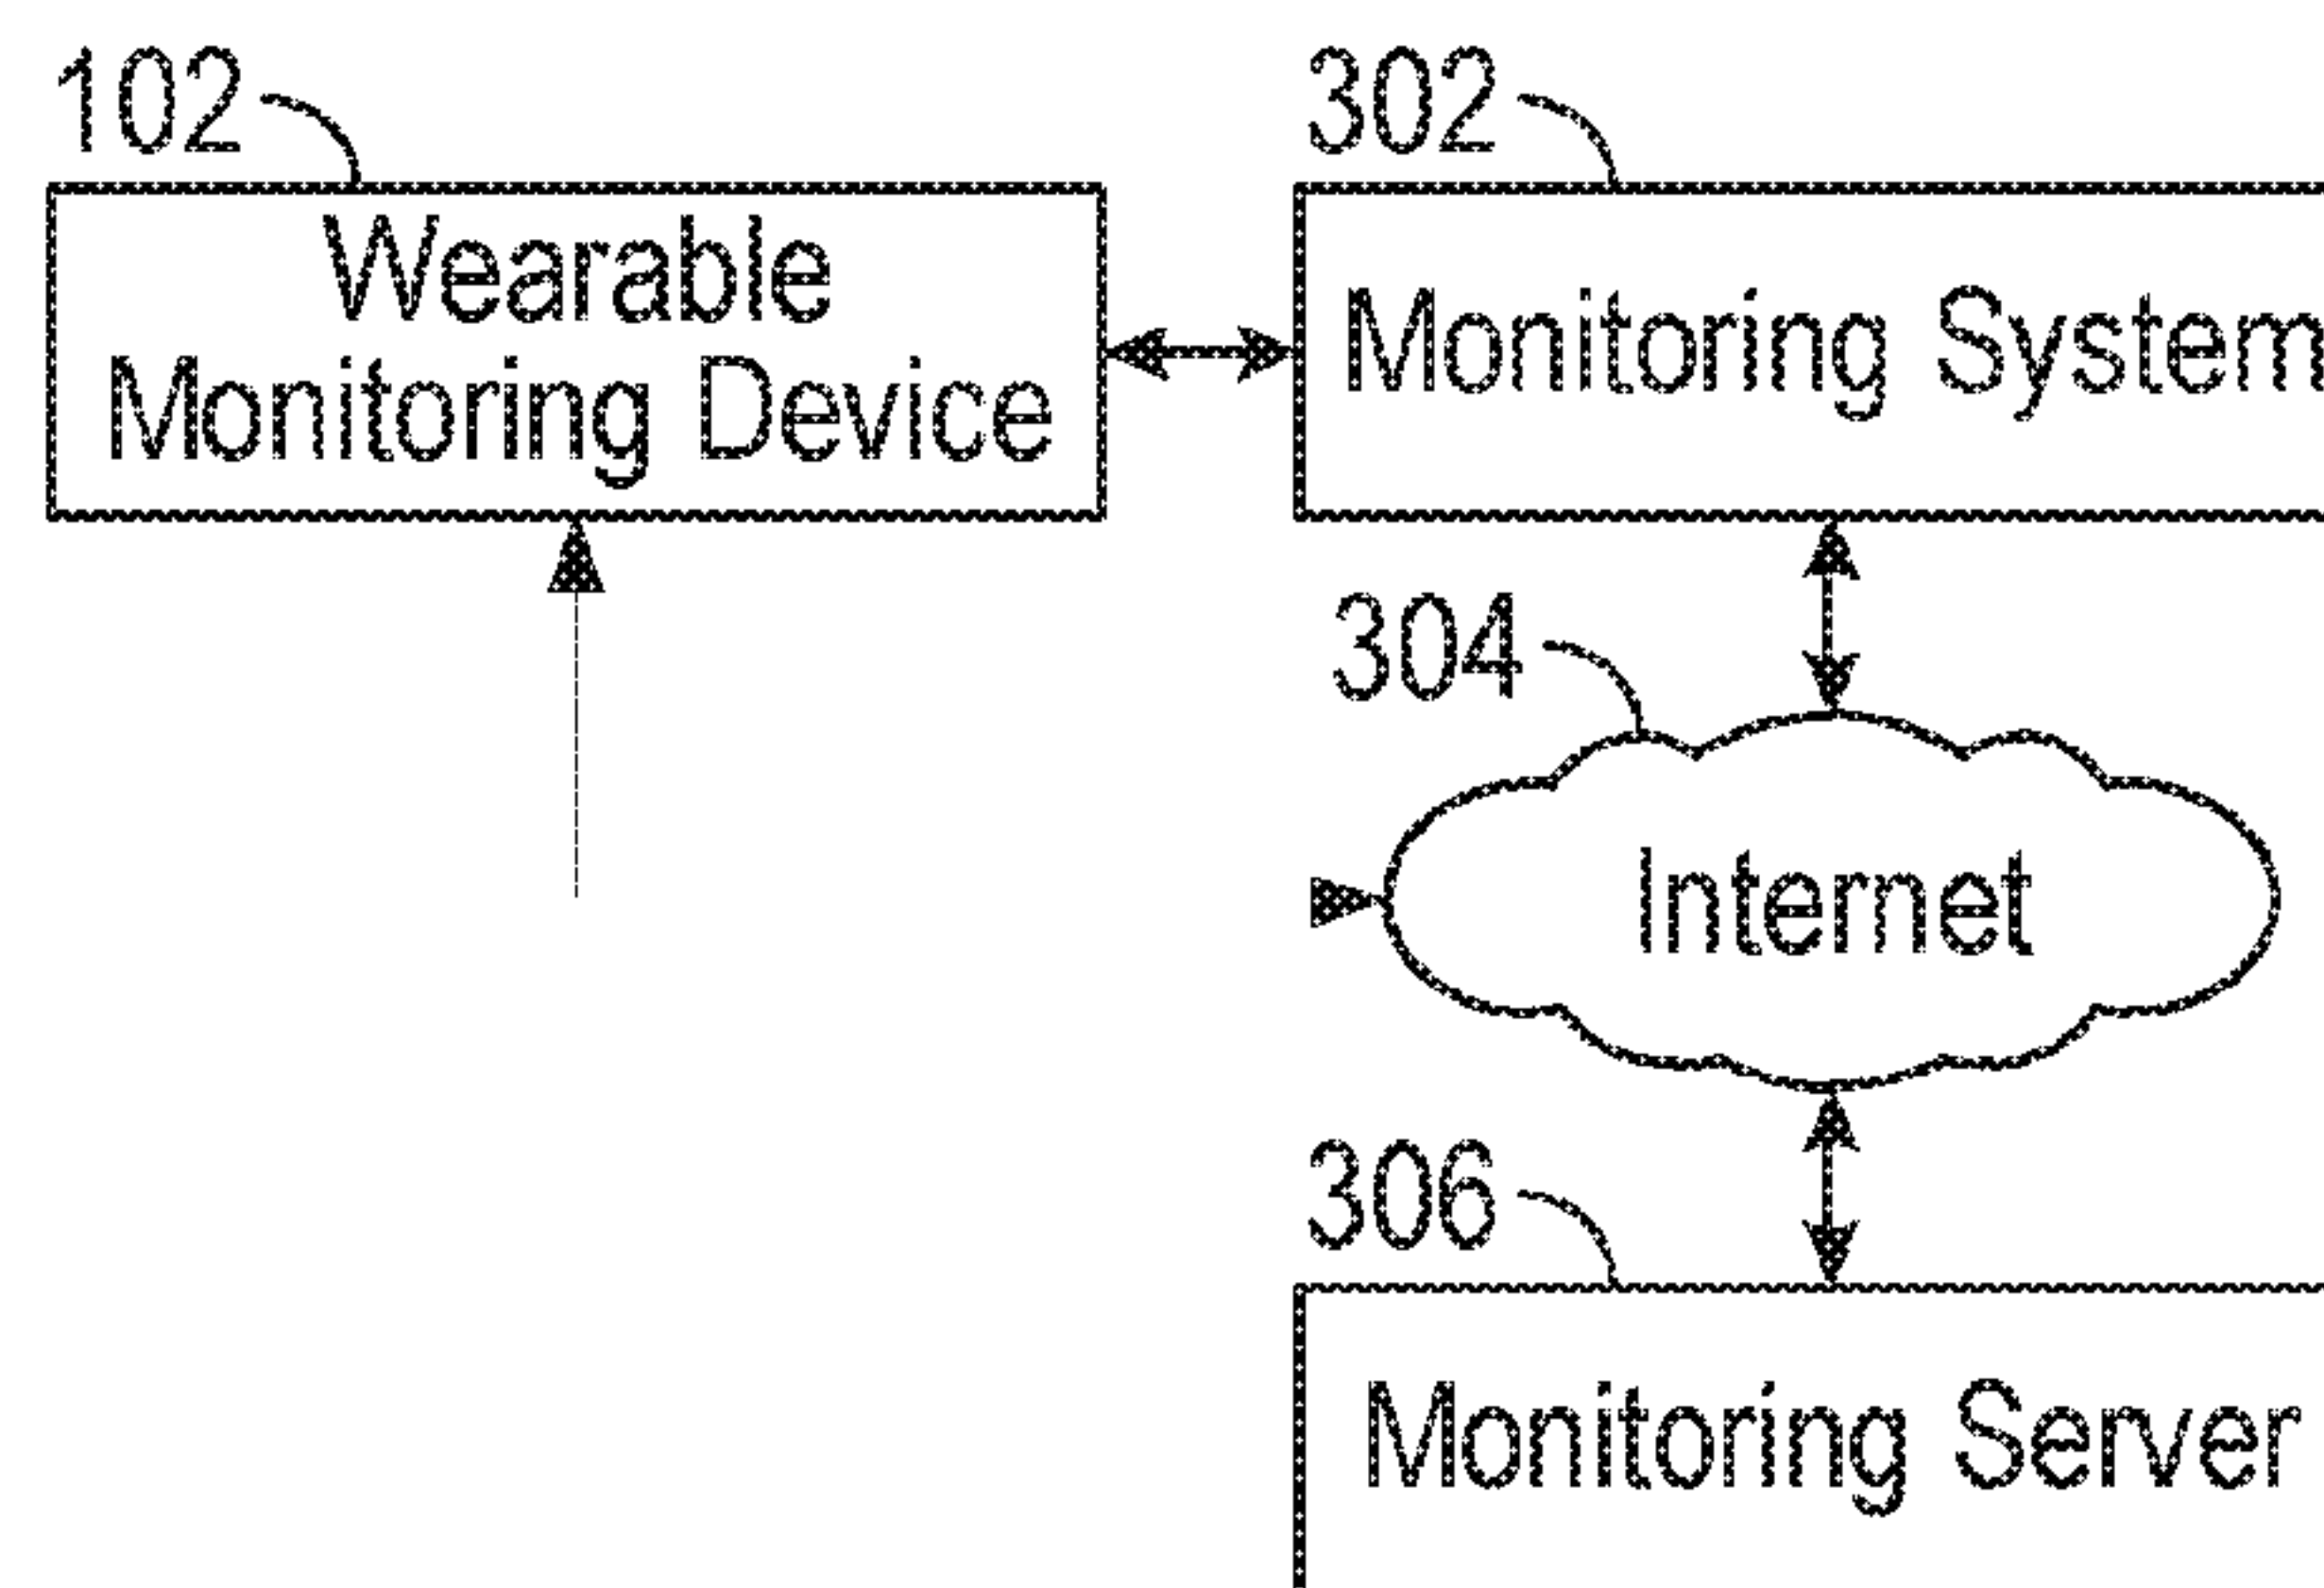 102
Wearable
Monitoring Device
302
Monitoring System
304
Internet
306
Monitoring Server